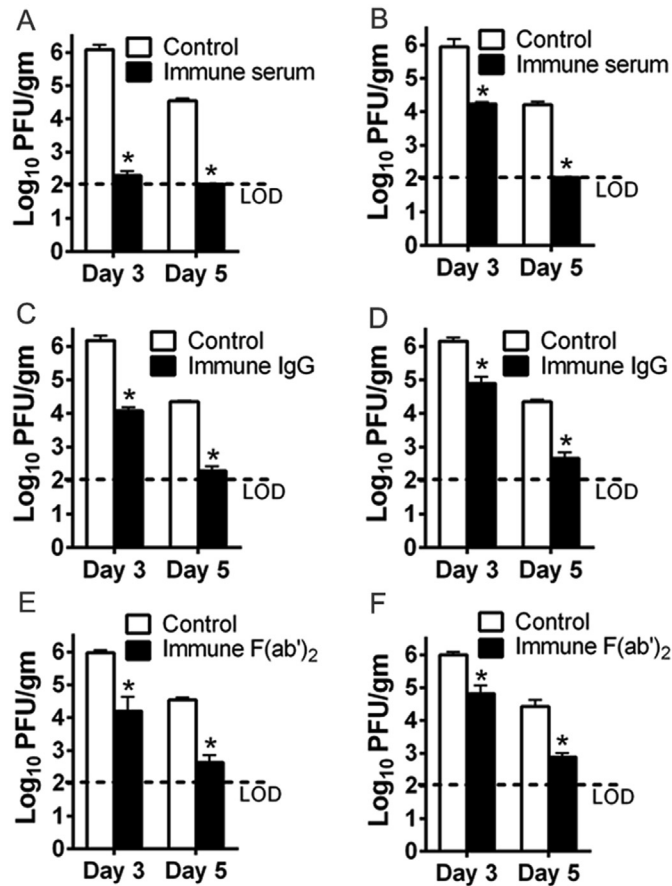 A
Control
Immune serum
Log10 PFU/gm
6
5
4
3
2
1
0
*
*
LOD
Day 3 Day 5
B
Control
Immune serum
Log10 PFU/gm
6
5
4
3
2
1
0
*
*
LOD
Day 3 Day 5
C
Control
Immune IgG
Log10 PFU/gm
6
5
4
3
2
1
0
*
*
LOD
Day 3 Day 5
D
Control
Immune IgG
Log10 PFU/gm
6
5
4
3
2
1
0
*
*
LOD
Day 3 Day 5
E
Control
Immune F(ab')2
Log10 PFU/gm
6
5
4
3
2
1
0
*
*
LOD
Day 3 Day 5
F
Control
Immune F(ab')2
Log10 PFU/gm
6
5
4
3
2
1
0
*
*
LOD
Day 3 Day 5